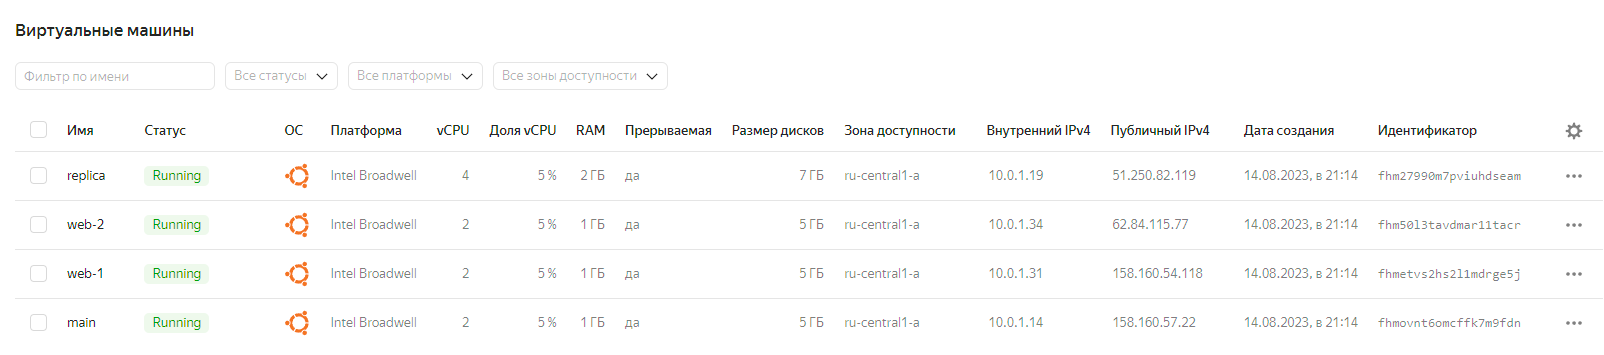 Виртуальные машины
Фильтр по имени Все статусы Все платформы Все зоны доступности
Имя Статус ОС Платформа vCPU Доля vCPU RAM Прерываемая Размер дисков Зона доступности Внутренний IPv4 Публичный IPv4 Дата создания Идентификатор
replica Running Intel Broadwell 4 5 % 2 ГБ да 7 ГБ ru-central1-a 10.0.1.19 51.250.82.119 14.08.2023, в 21:14 fhm27990m7pviuhdseam
web-2 Running Intel Broadwell 2 5 % 1 ГБ да 5 ГБ ru-central1-a 10.0.1.34 62.84.115.77 14.08.2023, в 21:14 fhm50l3tavdmar11tacr
web-1 Running Intel Broadwell 2 5 % 1 ГБ да 5 ГБ ru-central1-a 10.0.1.31 158.160.54.118 14.08.2023, в 21:14 fhmetvs2hs2l1mdrge5j
main Running Intel Broadwell 2 5 % 1 ГБ да 5 ГБ ru-central1-a 10.0.1.14 158.160.57.22 14.08.2023, в 21:14 fhmovnt6omcffk7m9fdn